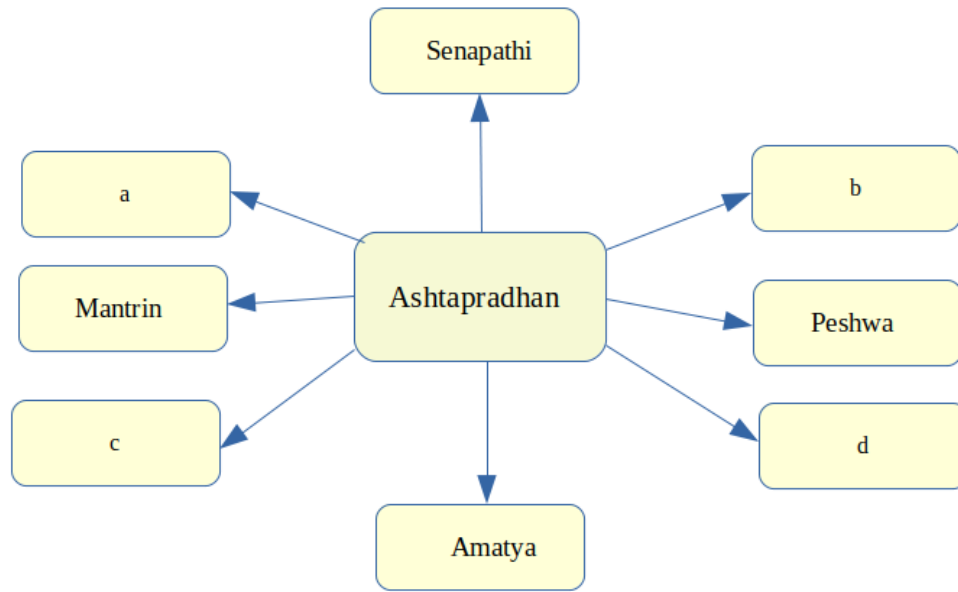 Senapathi
a
b
Mantrin
Ashtapradhan
Peshwa
c
d
Amatya